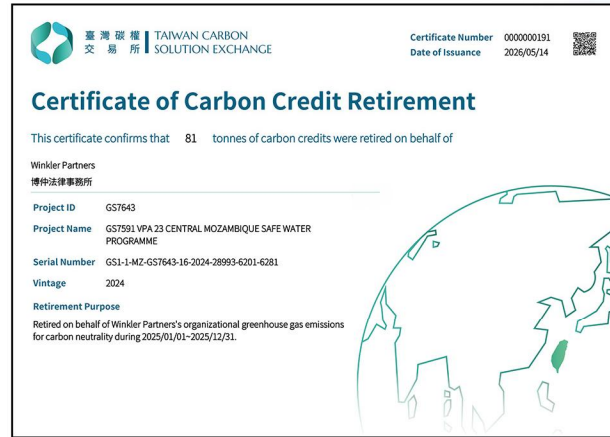 臺灣碳權
交易所
TAIWAN CARBON
SOLUTION EXCHANGE
Certificate Number 0000000191
Date of Issuance 2026/05/14
Certificate of Carbon Credit Retirement
This certificate confirms that 81 tonnes of carbon credits were retired on behalf of
Winkler Partners
博仲法律事務所
Project ID GS7643
Project Name GS7591 VPA 23 CENTRAL MOZAMBIQUE SAFE WATER
PROGRAMME
Serial Number GS1-1-MZ-GS7643-16-2024-28993-6201-6281
Vintage 2024
Retirement Purpose
Retired on behalf of Winkler Partners's organizational greenhouse gas emissions
for carbon neutrality during 2025/01/01~2025/12/31.